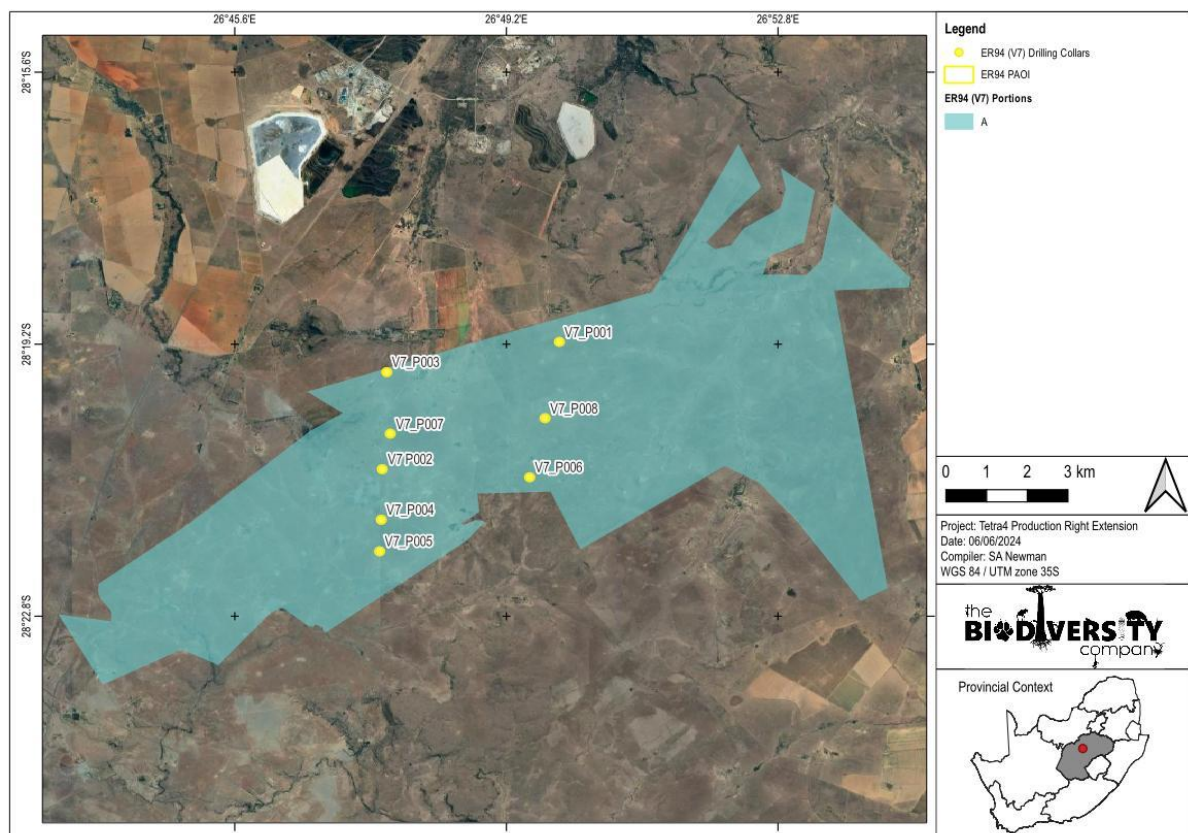 26°45.6'E
26°49.2'E
26°52.8'E
28°15.6'S
28°19.2'S
28°22.8'S
V7_P001
V7_P003
V7_P008
V7_P007
V7 P002
V7_P006
V7_P004
V7_P005
Legend
ER94 (V7) Drilling Collars
ER94 PAOI
ER94 (V7) Portions
A
0 1 2 3 km
Project: Tetra4 Production Right Extension
Date: 06/06/2024
Compiler: SA Newman
WGS 84 / UTM zone 35S
the
BIODIVERSITY
company
Provincial Context